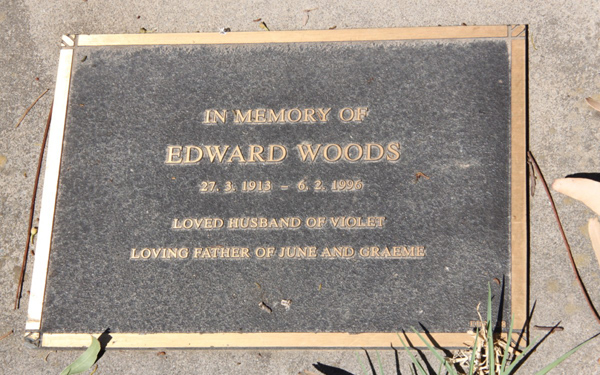 IN MEMORY OF
EDWARD WOODS
27. 3. 1913 – 6. 2. 1996
LOVED HUSBAND OF VIOLET
LOVING FATHER OF JUNE AND GRAEME